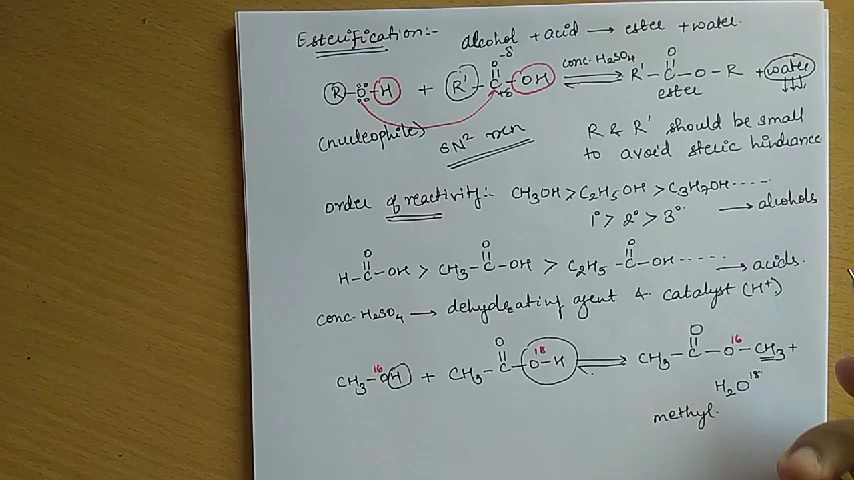 Esterification:- alcohol + acid → ester + water.
R-O-H + R'-C(=O)-OH ⇌ conc. H2SO4 R'-C(=O)-O-R + water
-δ +δ ester
(nucleophile) SN² rxn
R & R' should be small
to avoid steric hindrance
order of reactivity:- CH3OH > C2H5OH > C3H7OH----
1° > 2° > 3° → alcohols
H-C(=O)-OH > CH3-C(=O)-OH > C2H5-C(=O)-OH---- → acids.
conc. H2SO4 → dehydrating agent & catalyst (H+)
CH3-O¹⁶H + CH3-C(=O)-O¹⁸-H ⇌ CH3-C(=O)-O¹⁶-CH3 +
H2O¹⁸
methyl.